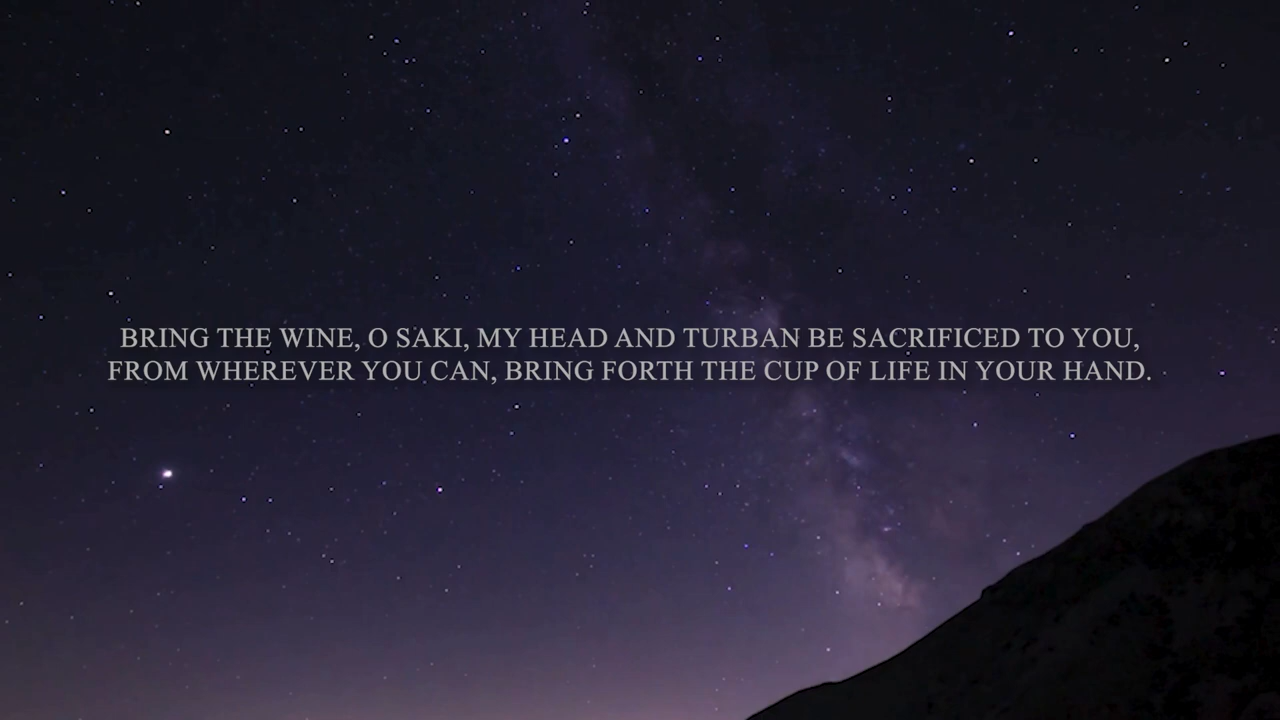 BRING THE WINE, O SAKI, MY HEAD AND TURBAN BE SACRIFICED TO YOU,
FROM WHEREVER YOU CAN, BRING FORTH THE CUP OF LIFE IN YOUR HAND.